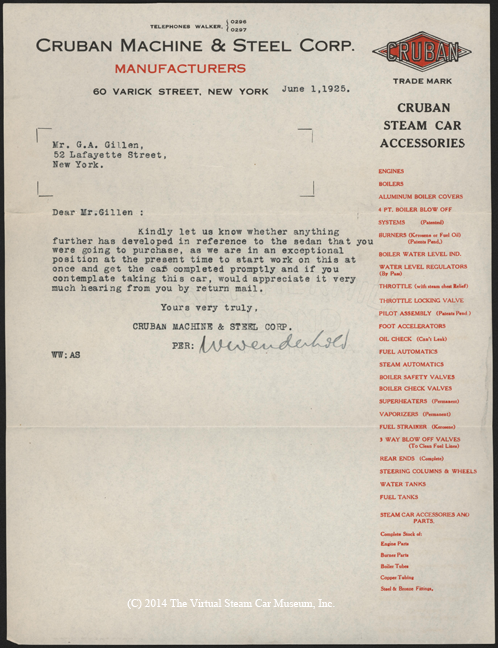 TELEPHONES WALKER, { 0296
0297
CRUBAN MACHINE & STEEL CORP.
MANUFACTURERS
60 VARICK STREET, NEW YORK
June 1,1925.
CRUBAN
TRADE MARK
CRUBAN
STEAM CAR
ACCESSORIES
Mr. G.A. Gillen,
52 Lafayette Street,
New York.
Dear Mr.Gillen :
Kindly let us know whether anything
further has developed in reference to the sedan that you
were going to purchase, as we are in an exceptional
position at the present time to start work on this at
once and get the car completed promptly and if you
contemplate taking this car, would appreciate it very
much hearing from you by return mail.
Yours very truly,
CRUBAN MACHINE & STEEL CORP.
PER: WWenderhold
WW;AS
ENGINES
BOILERS
ALUMINUM BOILER COVERS
4 PT. BOILER BLOW OFF
SYSTEMS (Patented)
BURNERS (Kerosene or Fuel Oil)
(Patents Pend.)
BOILER WATER LEVEL IND.
WATER LEVEL REGULATORS
(By Pass)
THROTTLE (with steam chest Relief)
THROTTLE LOCKING VALVE
PILOT ASSEMBLY (Patents Pend.)
FOOT ACCELERATORS
OIL CHECK (Can't Leak)
FUEL AUTOMATICS
STEAM AUTOMATICS
BOILER SAFETY VALVES
BOILER CHECK VALVES
SUPERHEATERS (Permanent)
VAPORIZERS (Permanent)
FUEL STRAINER (Kerosene)
3 WAY BLOW OFF VALVES
(To Clean Fuel Lines)
REAR ENDS (Complete)
STEERING COLUMNS & WHEELS
WATER TANKS
FUEL TANKS
STEAM CAR ACCESSORIES AND
PARTS.
Complete Stock of:
Engine Parts
Burner Parts
Boiler Tubes
Copper Tubing
Steel & Bronze Fittings.
(C) 2014 The Virtual Steam Car Museum, Inc.